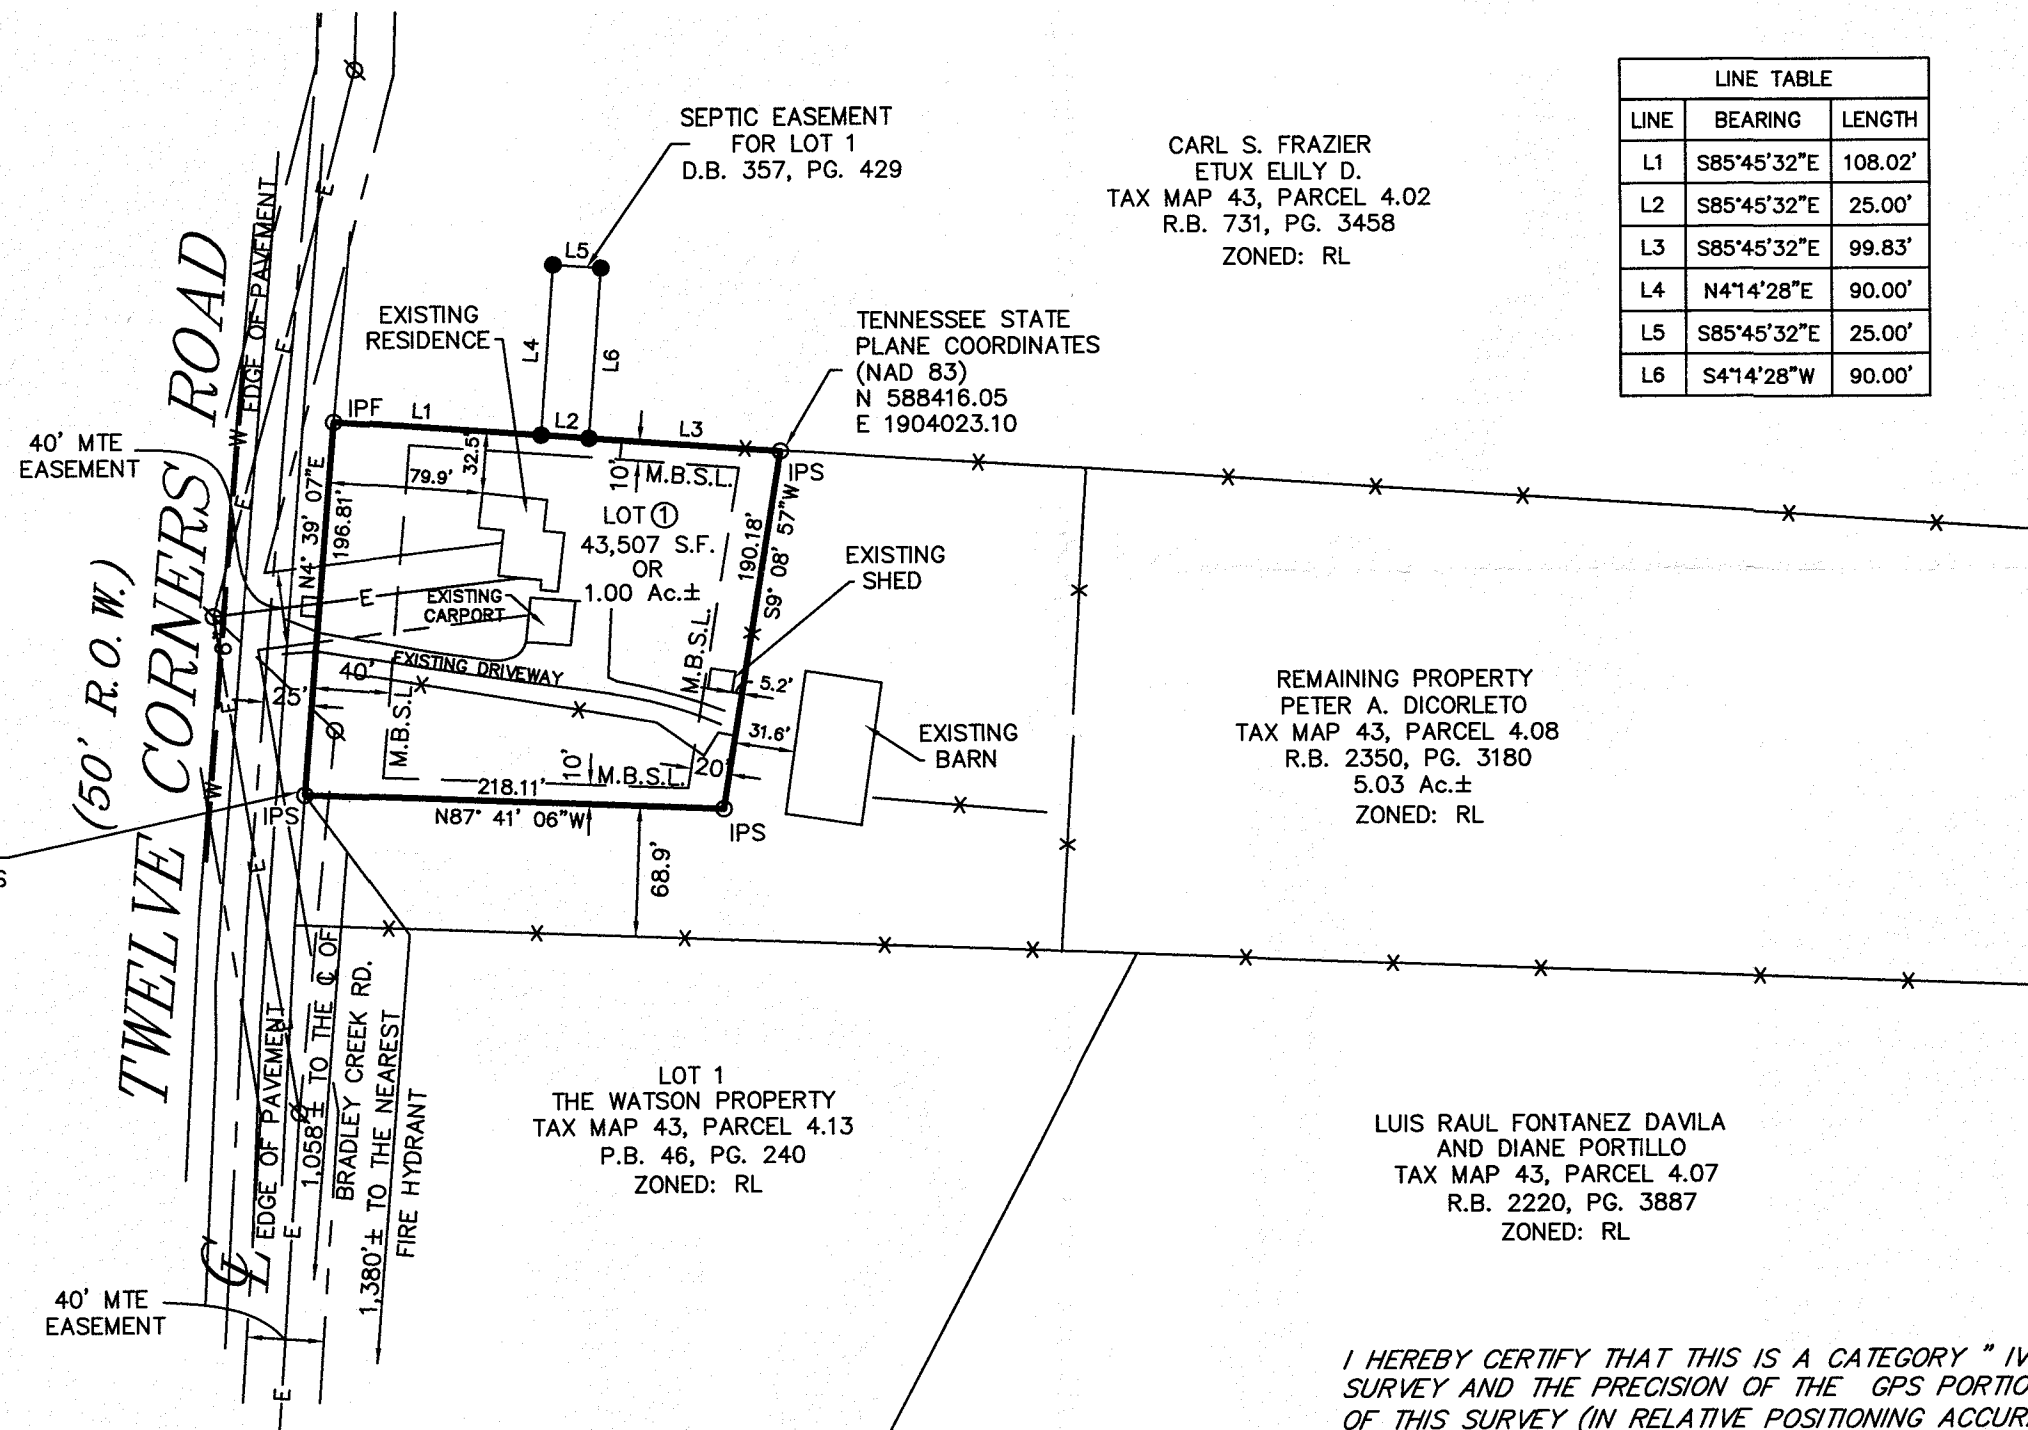 SEPTIC EASEMENT
FOR LOT 1
D.B. 357, PG. 429
CARL S. FRAZIER
ETUX ELILY D.
TAX MAP 43, PARCEL 4.02
R.B. 731, PG. 3458
ZONED: RL
LINE TABLE
LINE BEARING LENGTH
L1 S85°45'32"E 108.02'
L2 S85°45'32"E 25.00'
L3 S85°45'32"E 99.83'
L4 N4°14'28"E 90.00'
L5 S85°45'32"E 25.00'
L6 S4°14'28"W 90.00'
TENNESSEE STATE
PLANE COORDINATES
(NAD 83)
N 588416.05
E 1904023.10
EXISTING
RESIDENCE
L5
L4
L6
IPF
L1
L2
L3
IPS
40' MTE
EASEMENT
TWELVE CORNERS ROAD
(50' R.O.W.)
EDGE OF PAVEMENT
W
E
E
E
W
E
N4° 39' 07"E
196.81'
79.9'
32.5'
10'
M.B.S.L.
LOT 1
43,507 S.F.
OR
1.00 Ac.±
190.18'
S9° 08' 57"W
EXISTING
SHED
E
EXISTING
CARPORT
8"
EXISTING DRIVEWAY
40'
25'
M.B.S.L.
M.B.S.L.
5.2'
31.6'
EXISTING
BARN
20'
10'
M.B.S.L.
218.11'
N87° 41' 06"W
IPS
IPS
68.9'
S
REMAINING PROPERTY
PETER A. DICORLETO
TAX MAP 43, PARCEL 4.08
R.B. 2350, PG. 3180
5.03 Ac.±
ZONED: RL
E
W
E
EDGE OF PAVEMENT
E
1,058'± TO THE ℄ OF
BRADLEY CREEK RD.
1,380'± TO THE NEAREST
FIRE HYDRANT
LOT 1
THE WATSON PROPERTY
TAX MAP 43, PARCEL 4.13
P.B. 46, PG. 240
ZONED: RL
LUIS RAUL FONTANEZ DAVILA
AND DIANE PORTILLO
TAX MAP 43, PARCEL 4.07
R.B. 2220, PG. 3887
ZONED: RL
℄
E
40' MTE
EASEMENT
E
I HEREBY CERTIFY THAT THIS IS A CATEGORY " IV
SURVEY AND THE PRECISION OF THE GPS PORTIO
OF THIS SURVEY (IN RELATIVE POSITIONING ACCUR